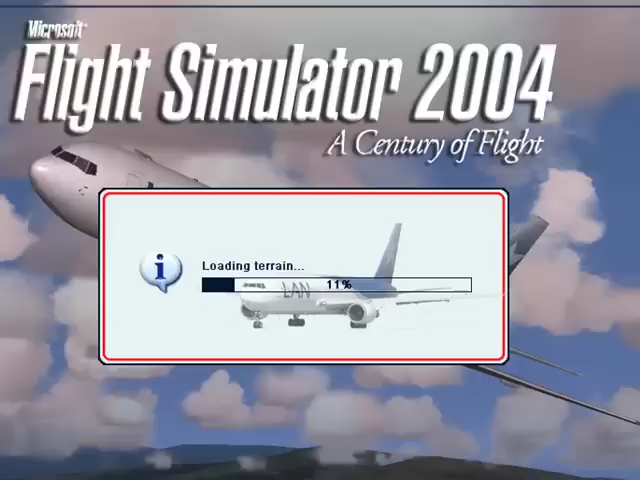 Microsoft
Flight Simulator 2004
A Century of Flight
Loading terrain...
11%
LAN